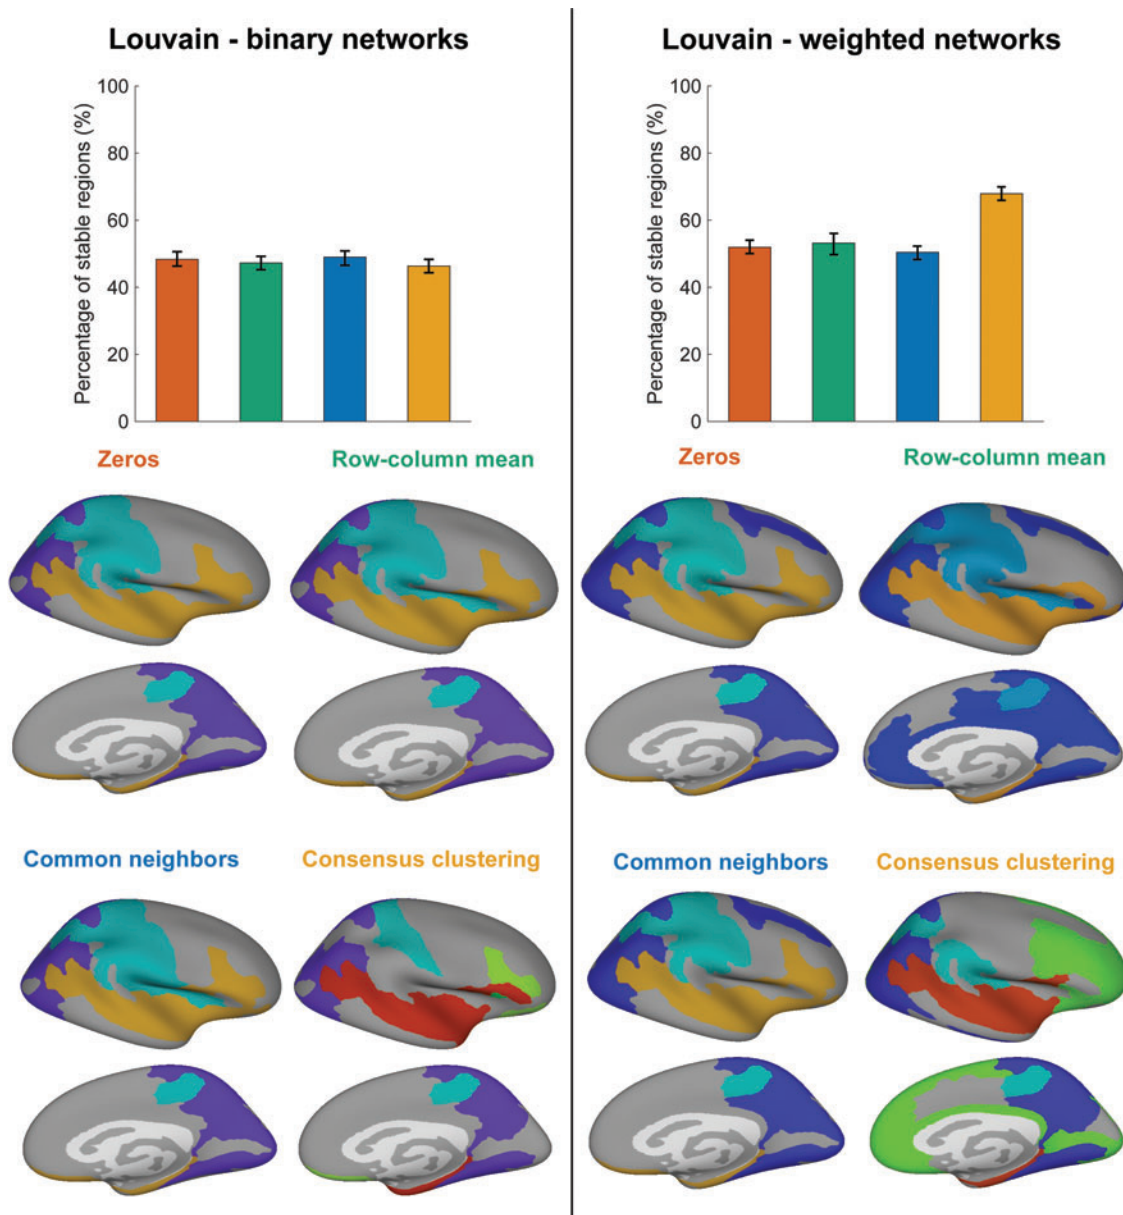 Louvain - binary networks
Percentage of stable regions (%)
100
80
60
40
20
0
Zeros
Row-column mean
Common neighbors
Consensus clustering
Louvain - weighted networks
Percentage of stable regions (%)
100
80
60
40
20
0
Zeros
Row-column mean
Common neighbors
Consensus clustering